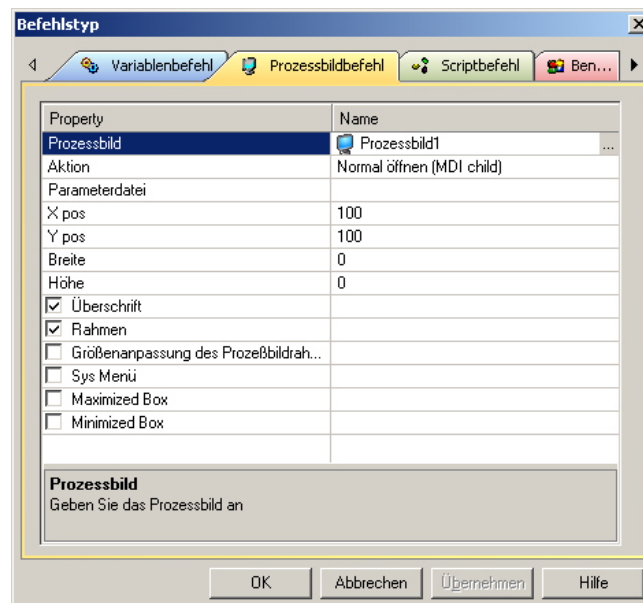 Befehlstyp
Variablenbefehl Prozessbildbefehl Scriptbefehl Ben...
Property Name
Prozessbild Prozessbild1 ...
Aktion Normal öffnen (MDI child)
Parameterdatei
X pos 100
Y pos 100
Breite 0
Höhe 0
Überschrift
Rahmen
Größenanpassung des Prozeßbildrah...
Sys Menü
Maximized Box
Minimized Box
Prozessbild
Geben Sie das Prozessbild an
OK Abbrechen Übernehmen Hilfe